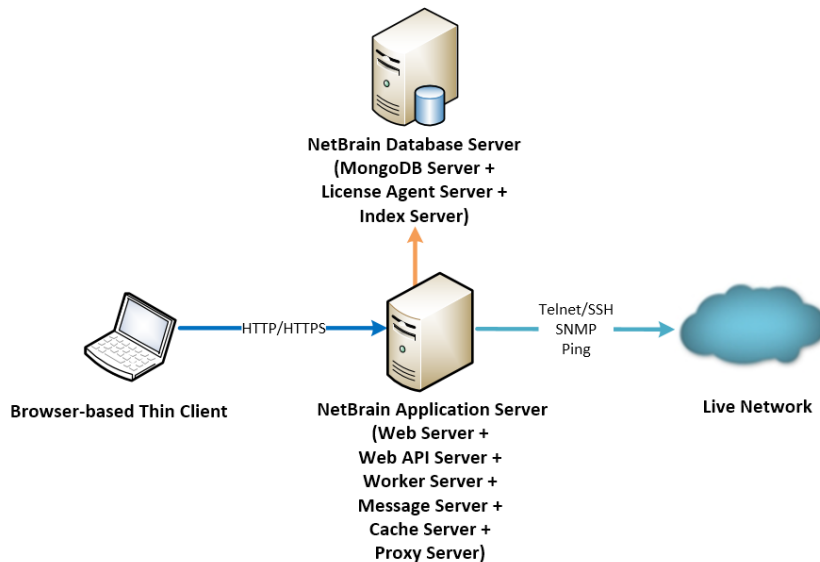 NetBrain Database Server
(MongoDB Server +
License Agent Server +
Index Server)
HTTP/HTTPS
Telnet/SSH
SNMP
Ping
Browser-based Thin Client
NetBrain Application Server
(Web Server +
Web API Server +
Worker Server +
Message Server +
Cache Server +
Proxy Server)
Live Network